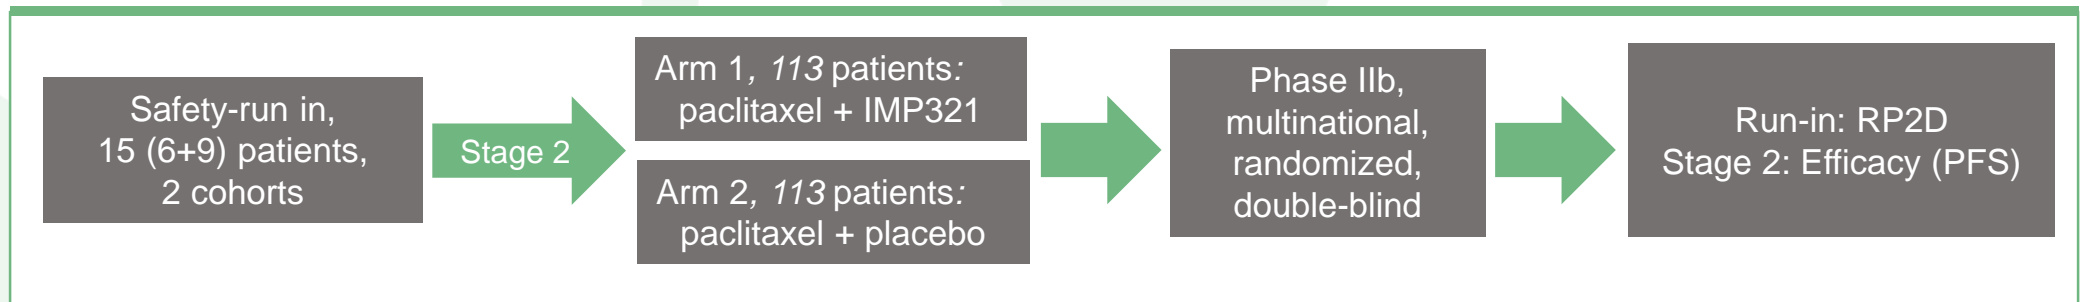 Safety-run in,
15 (6+9) patients,
2 cohorts
Stage 2
Arm 1, 113 patients:
paclitaxel + IMP321
Arm 2, 113 patients:
paclitaxel + placebo
Phase IIb,
multinational,
randomized,
double-blind
Run-in: RP2D
Stage 2: Efficacy (PFS)